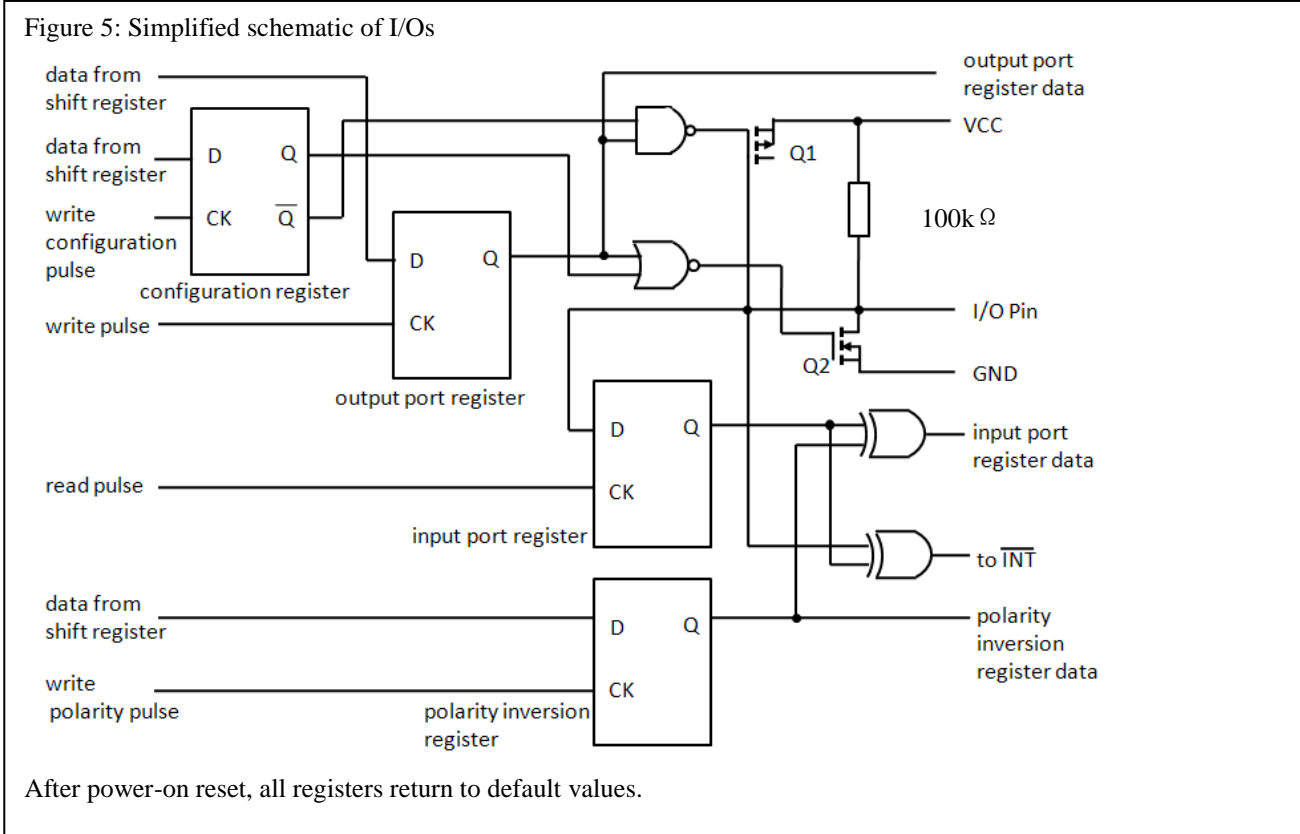 Figure 5: Simplified schematic of I/Os
data from
shift register
output port
register data
data from
shift register
D
Q
VCC
Q1
write
configuration
pulse
CK
Q̅
100k Ω
configuration register
D
Q
write pulse
CK
I/O Pin
Q2
GND
output port register
D
Q
input port
register data
read pulse
CK
input port register
to I̅N̅T̅
data from
shift register
D
Q
polarity
inversion
register data
write
polarity pulse
CK
polarity inversion
register
After power-on reset, all registers return to default values.